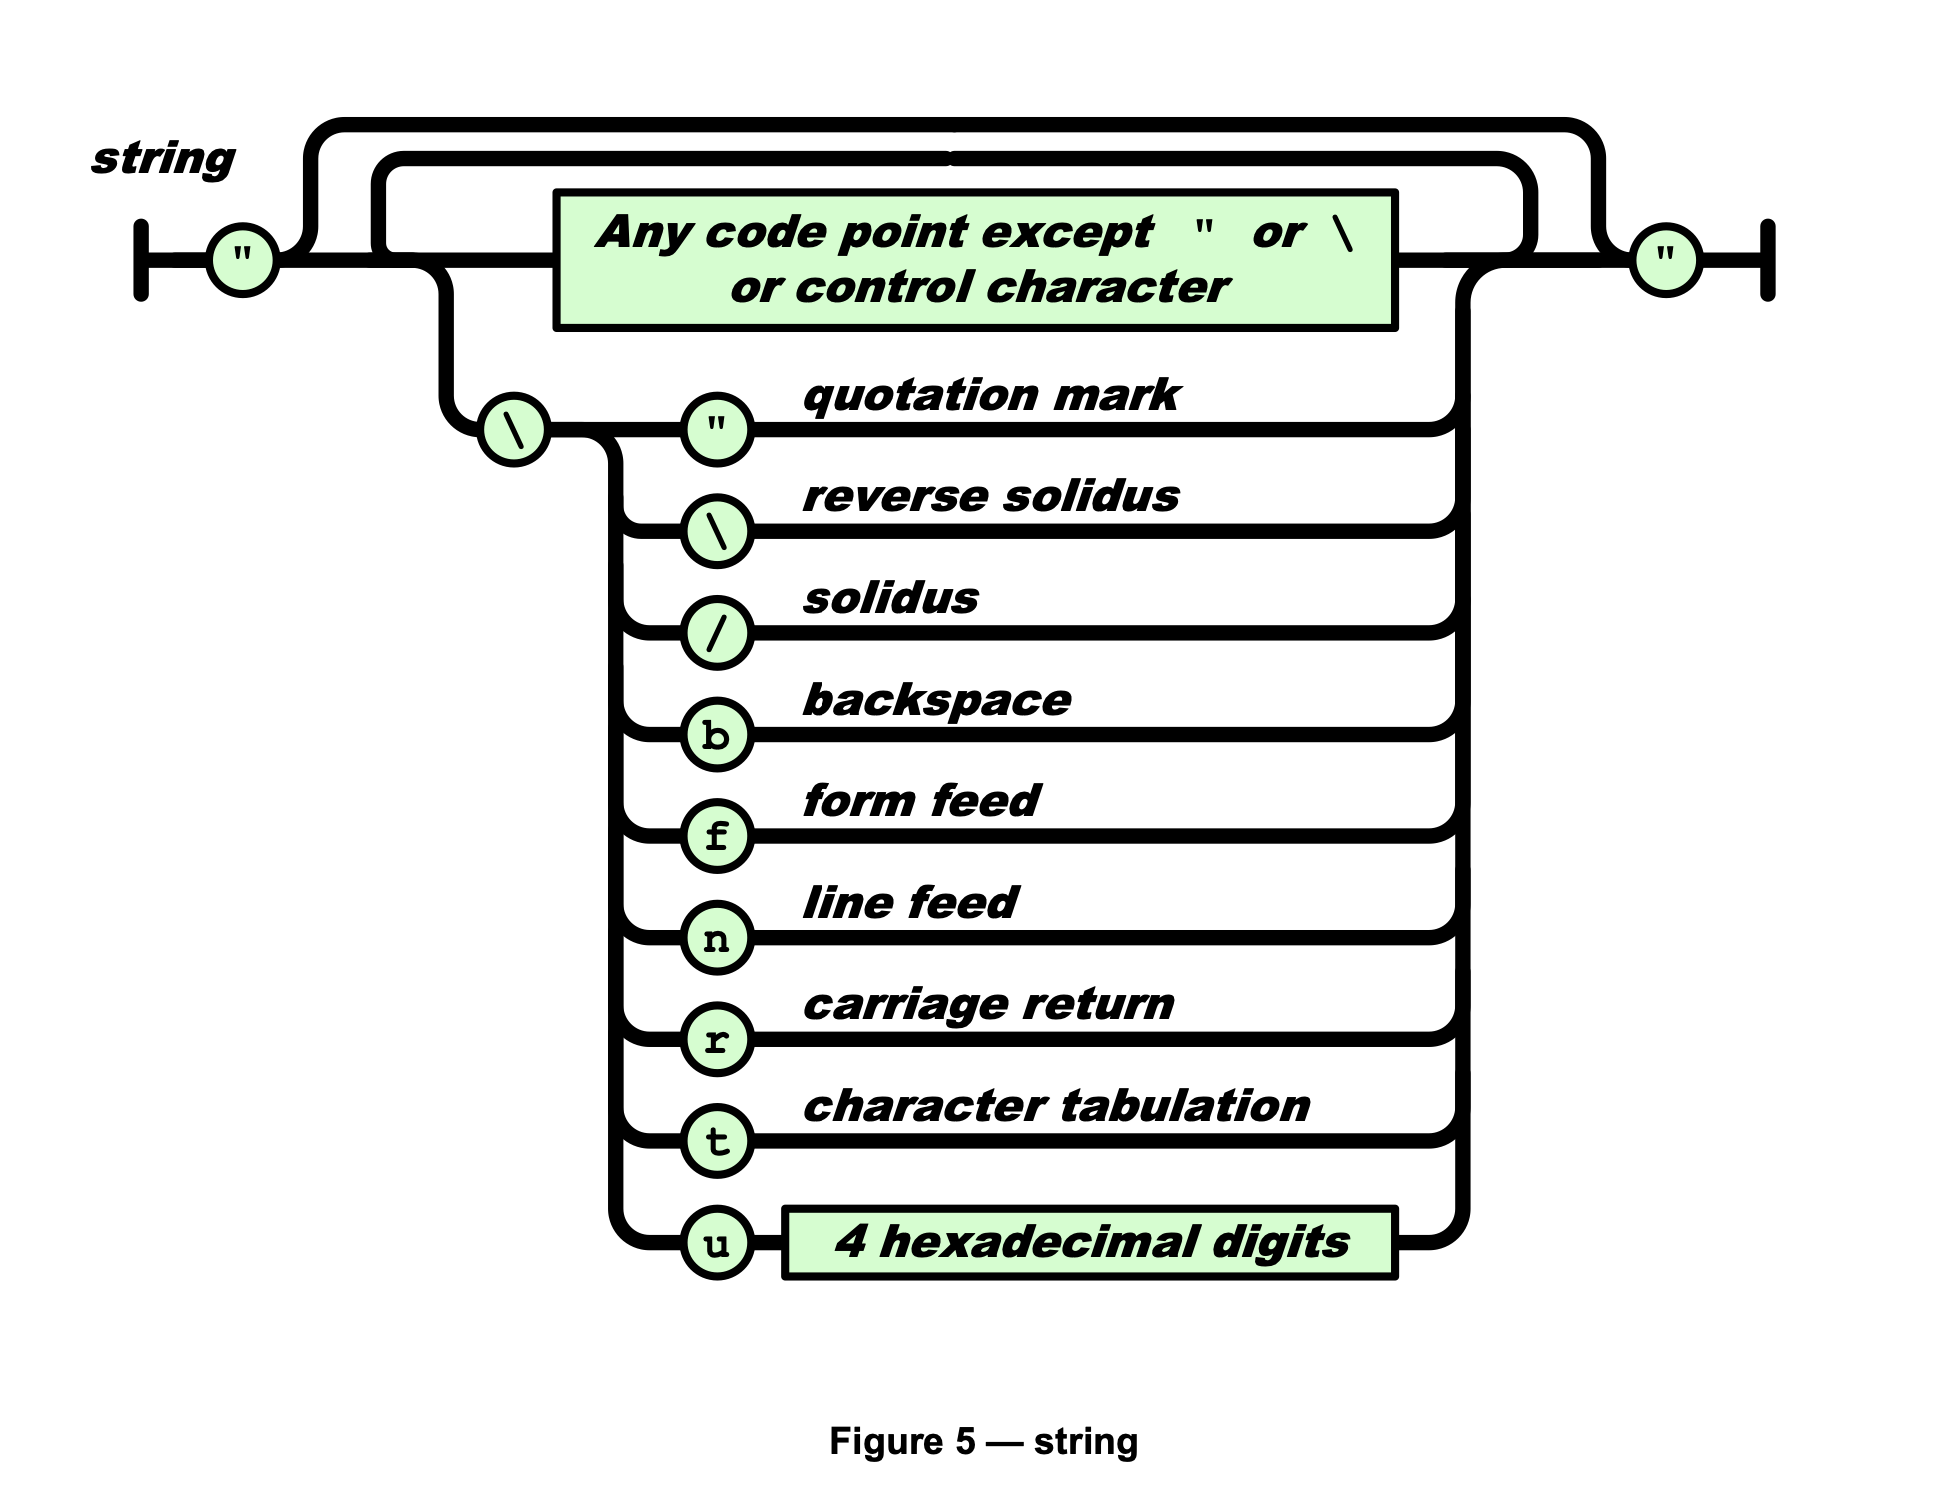 string
" Any code point except " or \ "
or control character
\ " quotation mark
\ reverse solidus
/ solidus
b backspace
f form feed
n line feed
r carriage return
t character tabulation
u 4 hexadecimal digits
Figure 5 — string